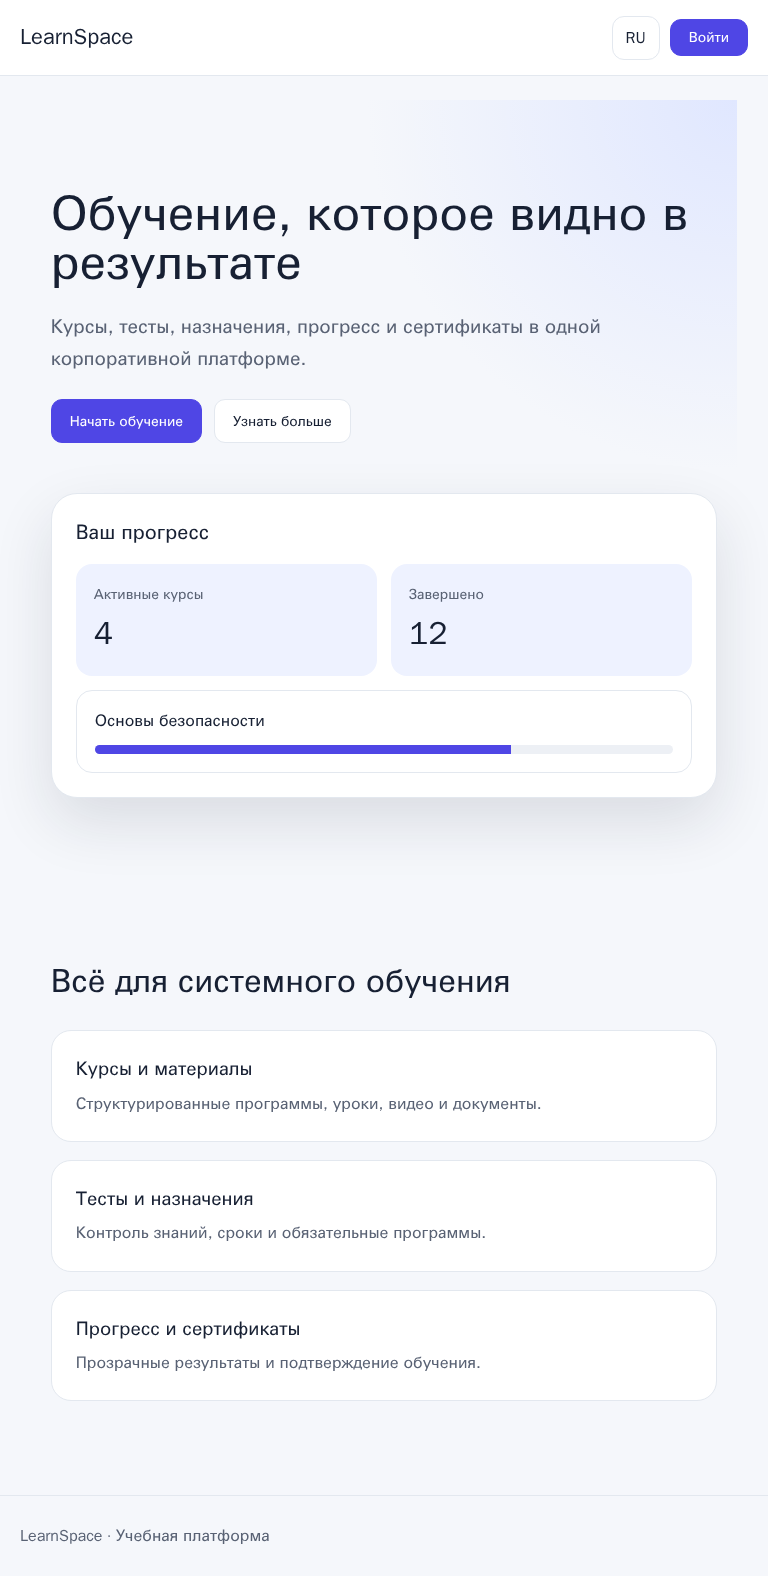 LearnSpace
RU
Войти
Обучение, которое видно в
результате
Курсы, тесты, назначения, прогресс и сертификаты в одной
корпоративной платформе.
Начать обучение
Узнать больше
Ваш прогресс
Активные курсы
Завершено
4
12
Основы безопасности
Всё для системного обучения
Курсы и материалы
Структурированные программы, уроки, видео и документы.
Тесты и назначения
Контроль знаний, сроки и обязательные программы.
Прогресс и сертификаты
Прозрачные результаты и подтверждение обучения.
LearnSpace · Учебная платформа